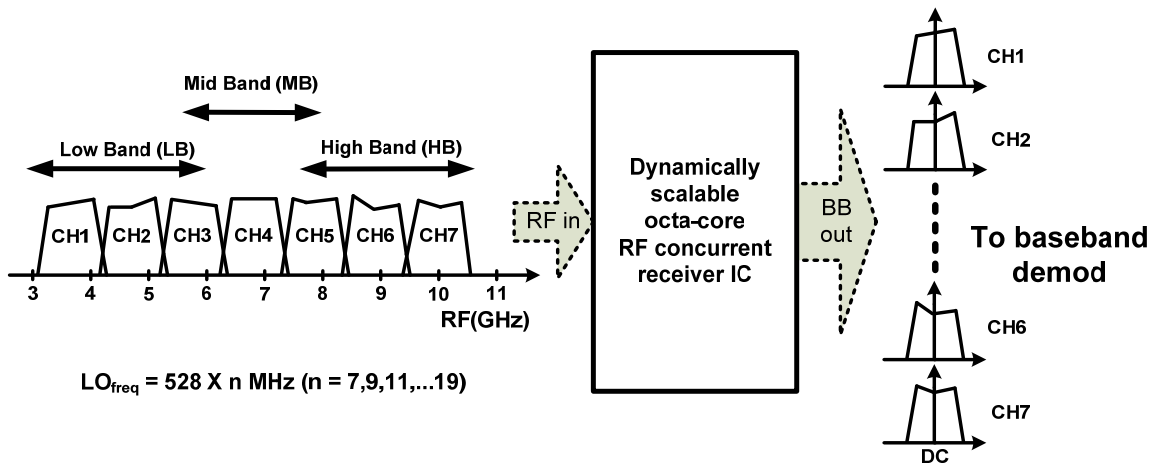 Mid Band (MB)
Low Band (LB)
High Band (HB)
CH1 CH2 CH3 CH4 CH5 CH6 CH7
3 4 5 6 7 8 9 10 11
RF(GHz)
LOfreq = 528 X n MHz (n = 7,9,11,...19)
RF in
Dynamically
scalable
octa-core
RF concurrent
receiver IC
BB
out
CH1
CH2
To baseband
demod
CH6
CH7
DC